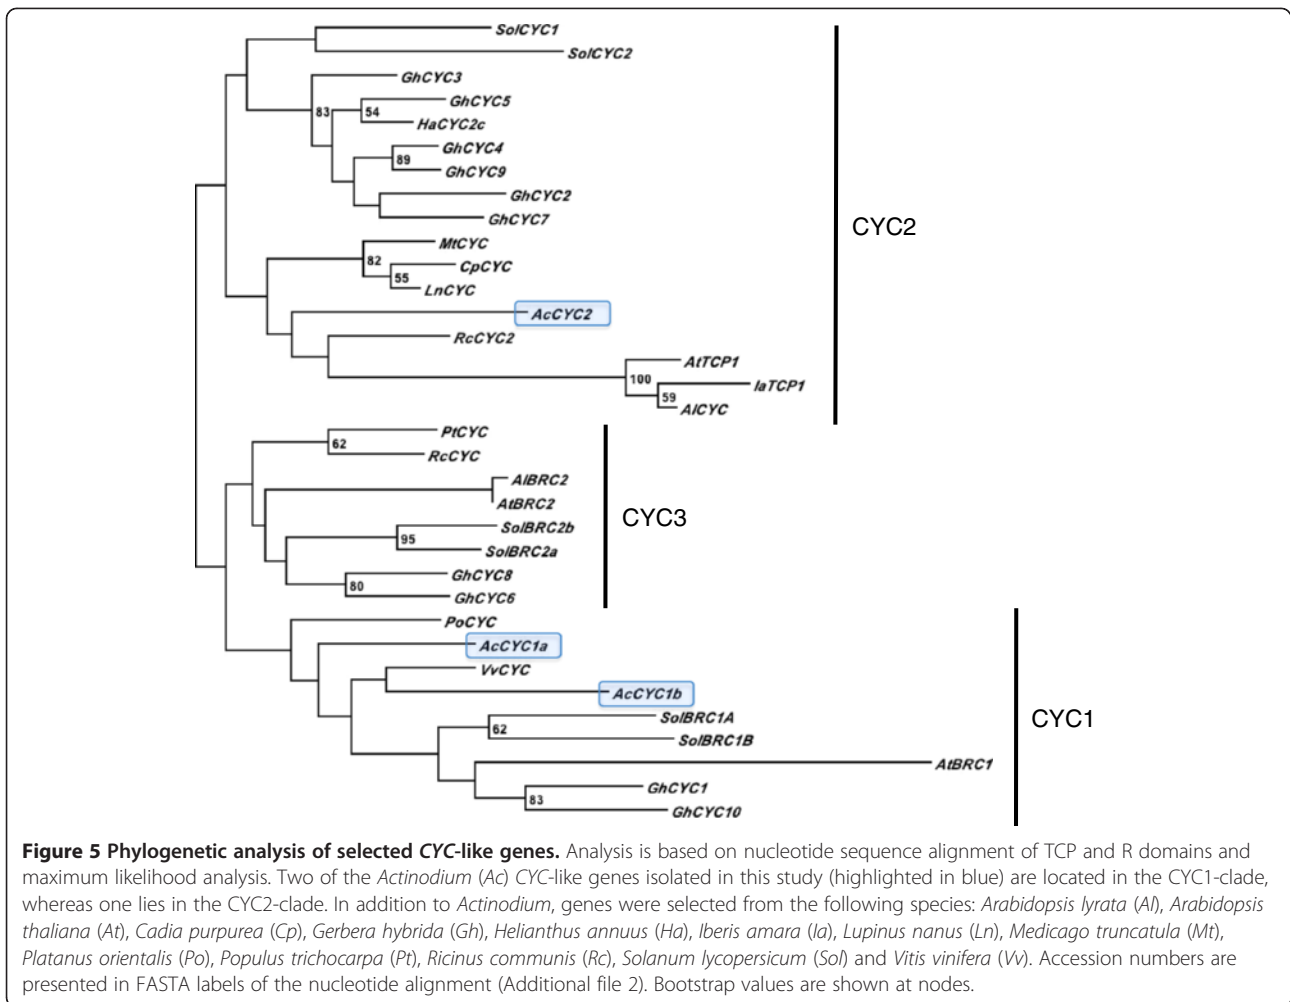 SolCYC1
SolCYC2
GhCYC3
83
GhCYC5
54
HaCYC2c
GhCYC4
89
GhCYC9
GhCYC2
GhCYC7
CYC2
MtCYC
82
CpCYC
55
LnCYC
AcCYC2
RcCYC2
AtTCP1
100
IaTCP1
59
AlCYC
PtCYC
62
RcCYC
AlBRC2
AtBRC2
CYC3
SolBRC2b
95
SolBRC2a
GhCYC8
80
GhCYC6
PoCYC
AcCYC1a
VvCYC
AcCYC1b
SolBRC1A
CYC1
62
SolBRC1B
AtBRC1
GhCYC1
83
GhCYC10
Figure 5 Phylogenetic analysis of selected CYC-like genes. Analysis is based on nucleotide sequence alignment of TCP and R domains and
maximum likelihood analysis. Two of the Actinodium (Ac) CYC-like genes isolated in this study (highlighted in blue) are located in the CYC1-clade,
whereas one lies in the CYC2-clade. In addition to Actinodium, genes were selected from the following species: Arabidopsis lyrata (Al), Arabidopsis
thaliana (At), Cadia purpurea (Cp), Gerbera hybrida (Gh), Helianthus annuus (Ha), Iberis amara (Ia), Lupinus nanus (Ln), Medicago truncatula (Mt),
Platanus orientalis (Po), Populus trichocarpa (Pt), Ricinus communis (Rc), Solanum lycopersicum (Sol) and Vitis vinifera (Vv). Accession numbers are
presented in FASTA labels of the nucleotide alignment (Additional file 2). Bootstrap values are shown at nodes.